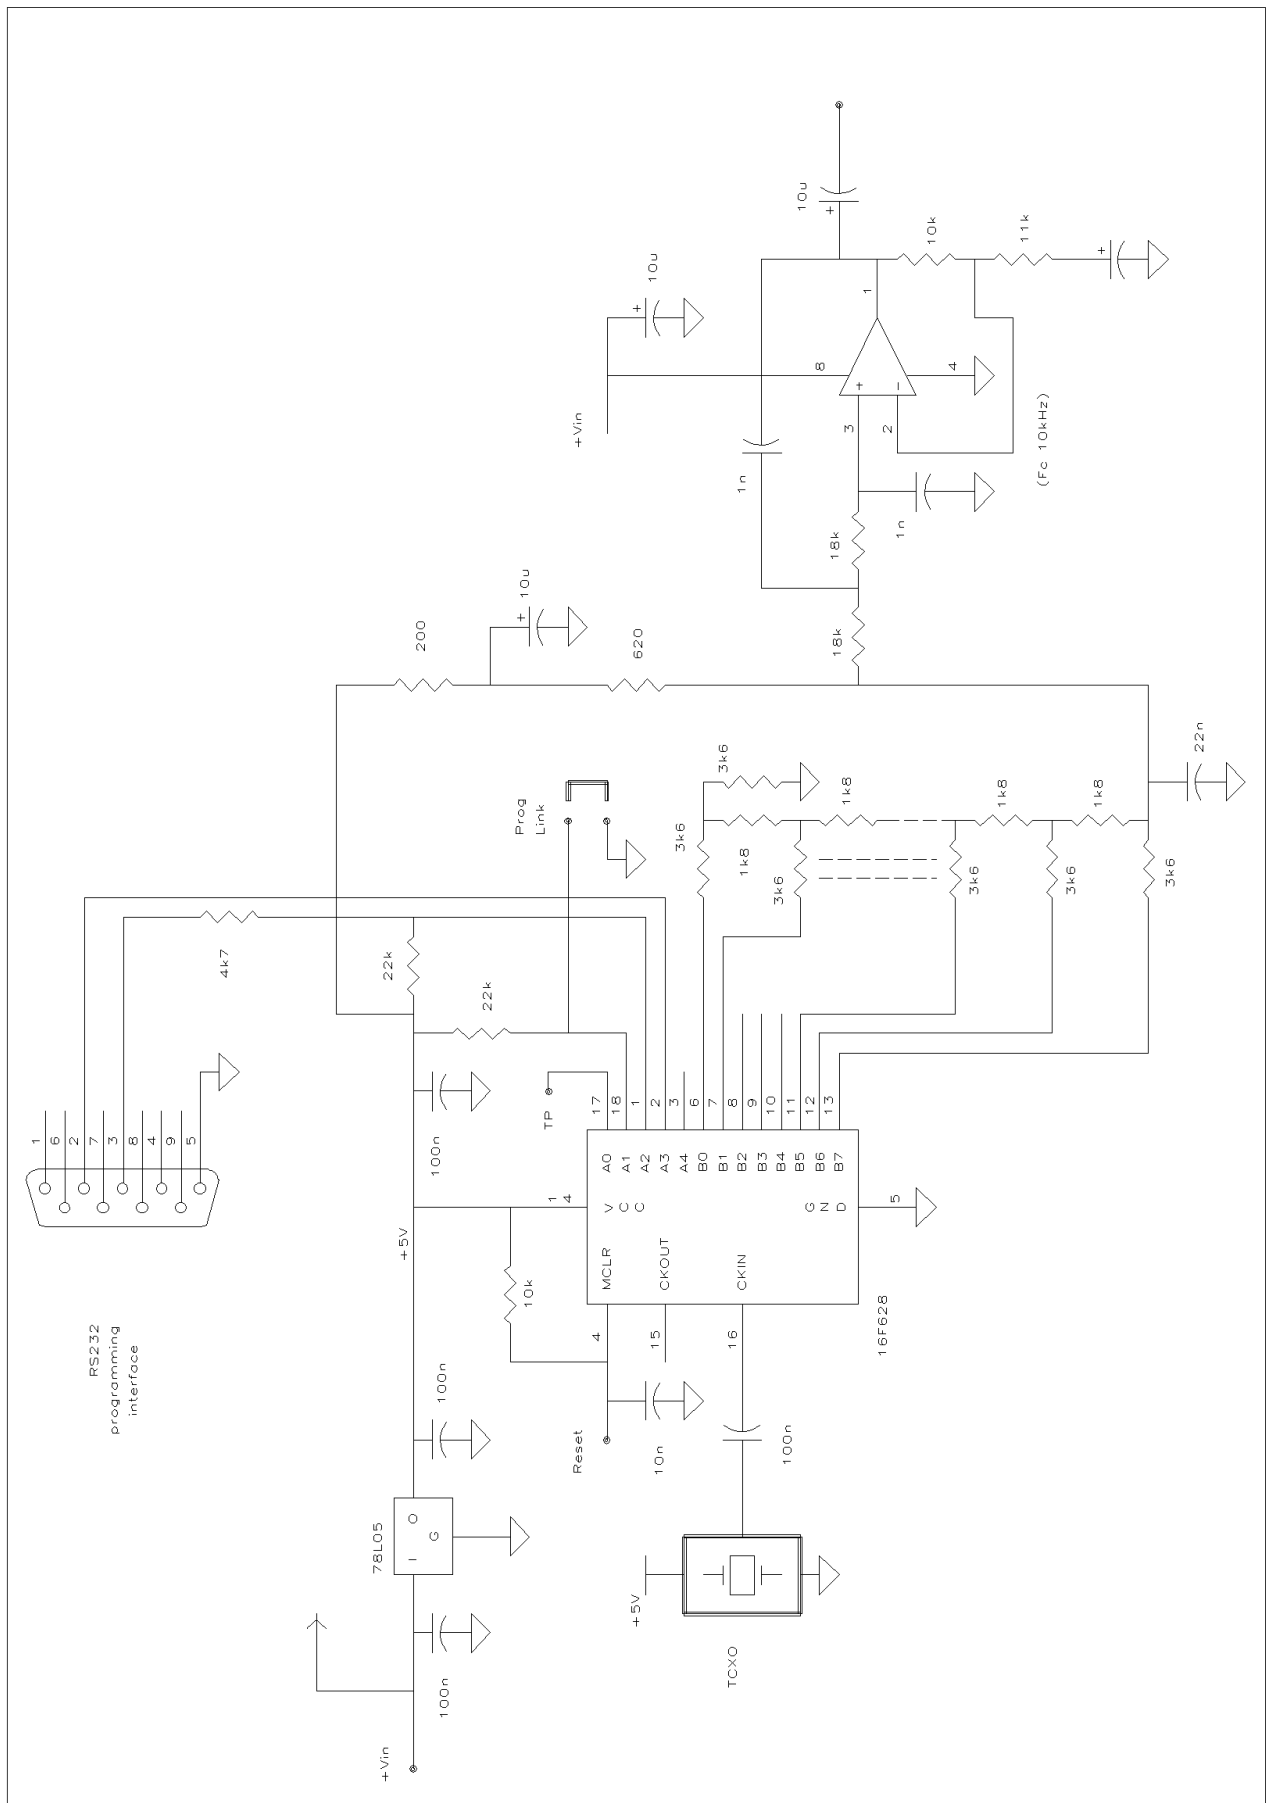 10u
+
10k
11k
+
10u
+
1
8
4
+
−
3
2
+Vin
(Fc 10kHz)
1n
1n
18k
18k
10u
+
200
620
22n
3k6
1k8
1k8
1k8
Prog
Link
3k6
1k8
3k6
3k6
3k6
3k6
4k7
22k
22k
TP
100n
1
6
2
7
3
8
4
9
5
17
18
1
2
3
6
7
8
9
10
11
12
13
A0
A1
A2
A3
A4
B0
B1
B2
B3
B4
B5
B6
B7
1
4
V
C
C
G
N
D
5
MCLR
CKOUT
CKIN
16F628
4
15
16
+5V
10k
RS232
programming
interface
100n
Reset
10n
100n
78L05
I
O
G
+5V
TCXO
100n
+Vin